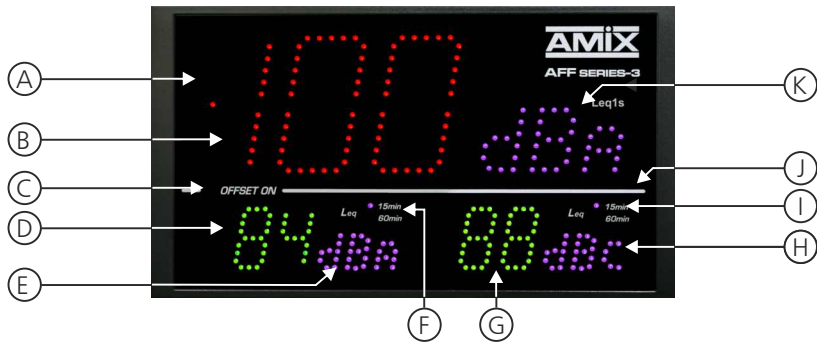 AMIX
AFF SERIES-3
Leq1s
100 dBA
OFFSET ON
84 dBA
Leq 15min
60min
88 dBC
Leq 15min
60min
A
B
C
D
E
F
G
H
I
J
K